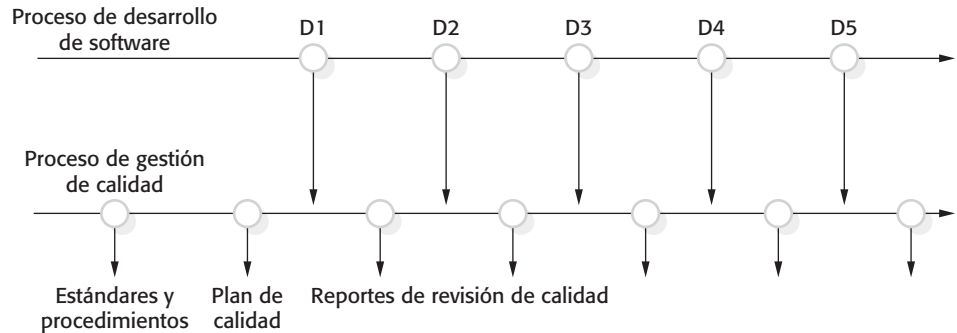 Proceso de desarrollo
de software
D1
D2
D3
D4
D5
Proceso de gestión
de calidad
Estándares y
procedimientos
Plan de
calidad
Reportes de revisión de calidad